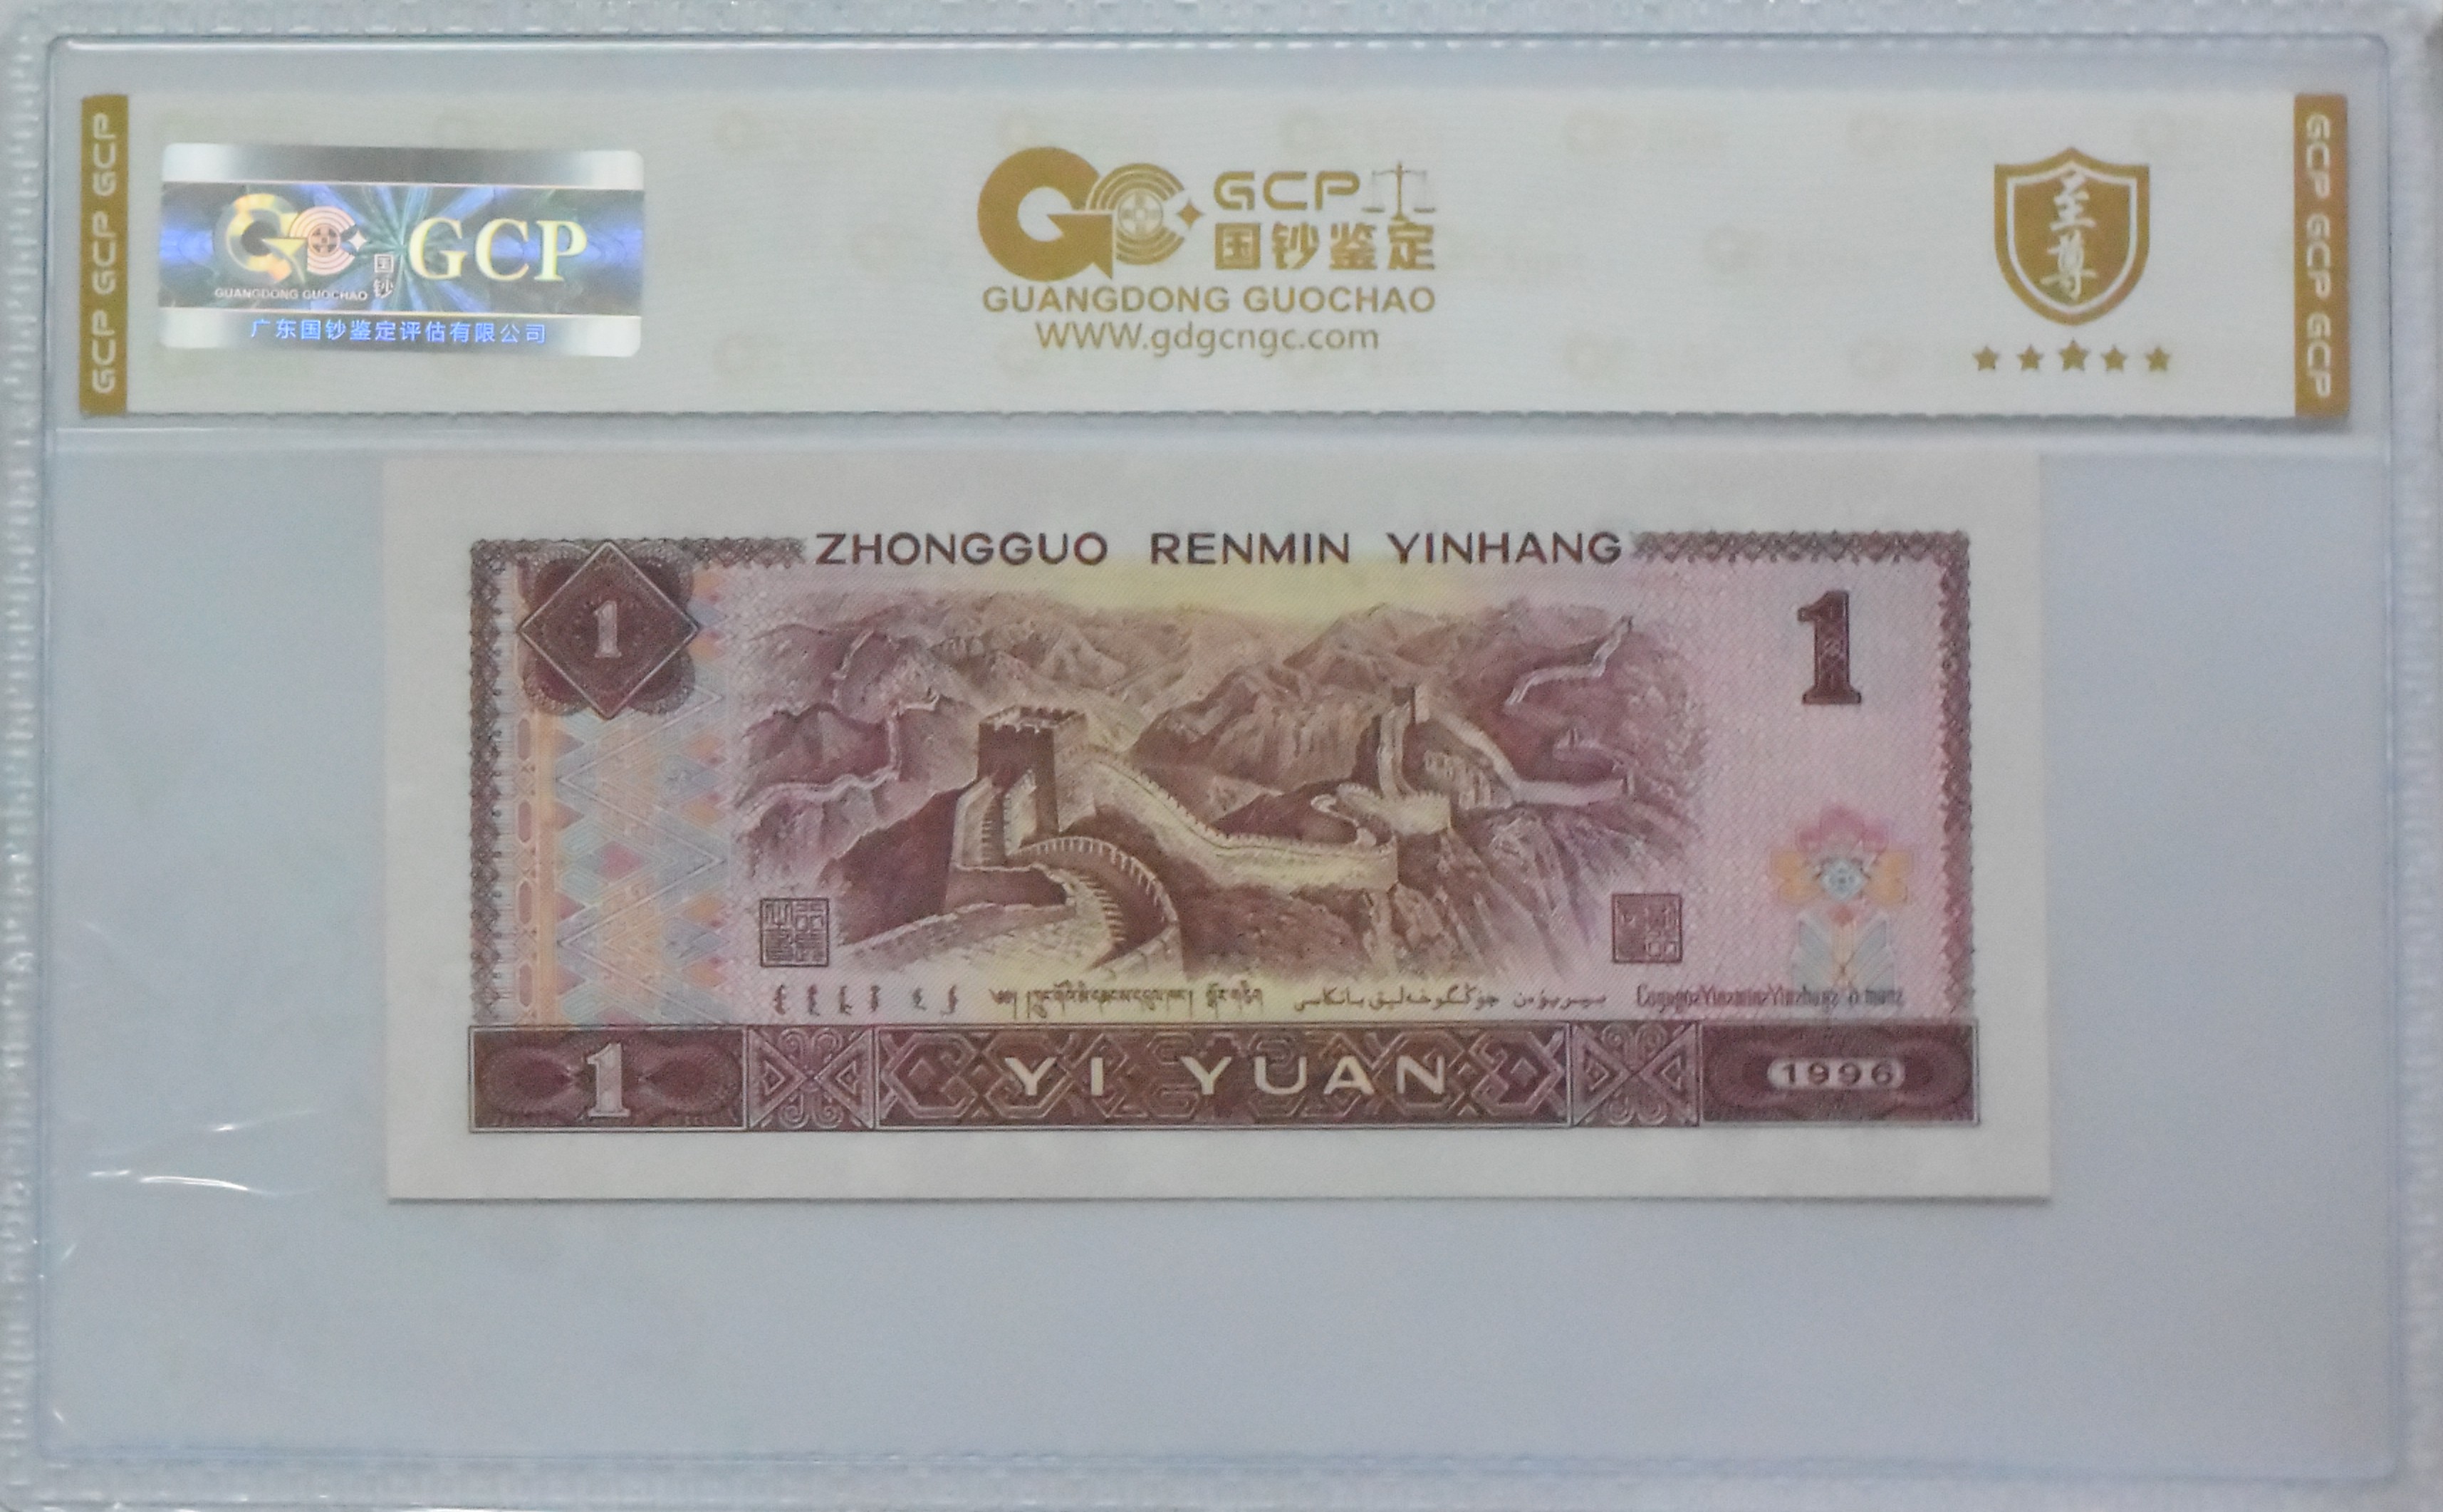 GCP GCP GCP
GCP
国钞
GUANGDONG GUOCHAO
广东国钞鉴定评估有限公司
GCP
国钞鉴定
GUANGDONG GUOCHAO
WWW.gdgcngc.com
至尊
GCP GCP GCP
ZHONGGUO RENMIN YINHANG
1
1
1
YI YUAN
1996